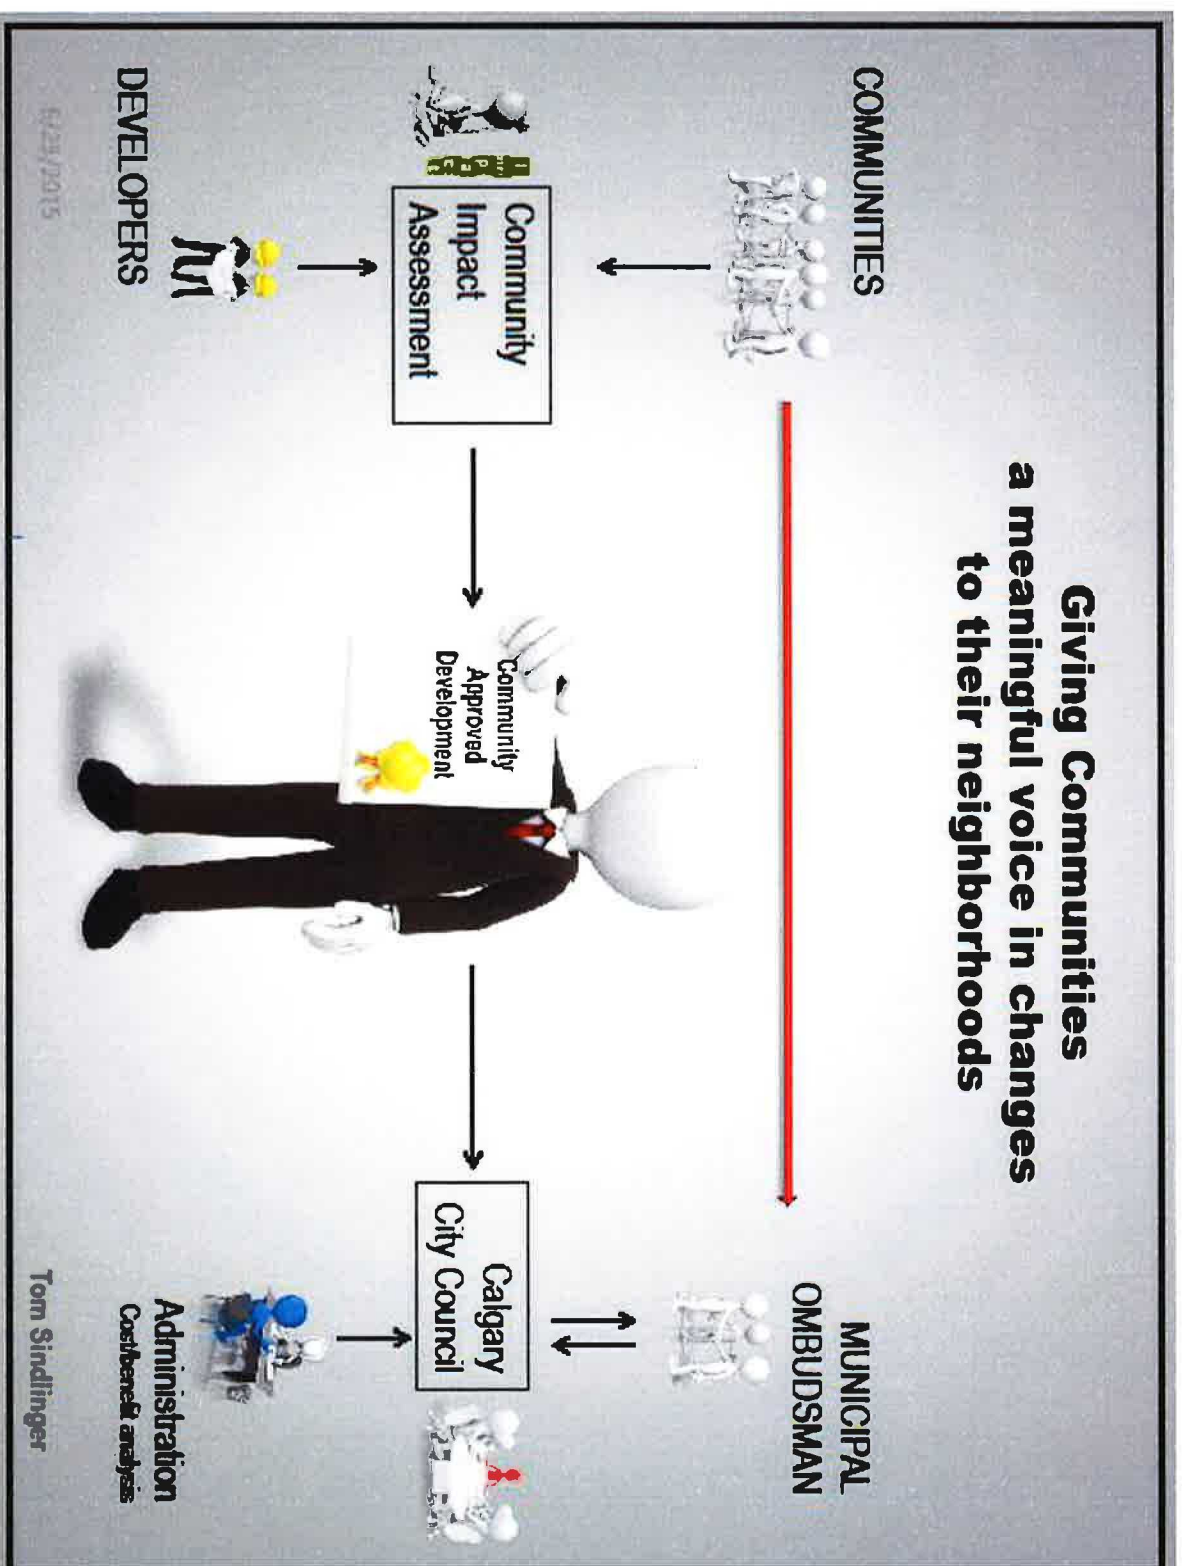 Giving Communities
a meaningful voice in changes
to their neighborhoods
COMMUNITIES
MUNICIPAL
OMBUDSMAN
Community
Impact
Assessment
Community
Approved
Development
Calgary
City Council
DEVELOPERS
Administration
Cost/benefit analysis
Tom Sindlinger